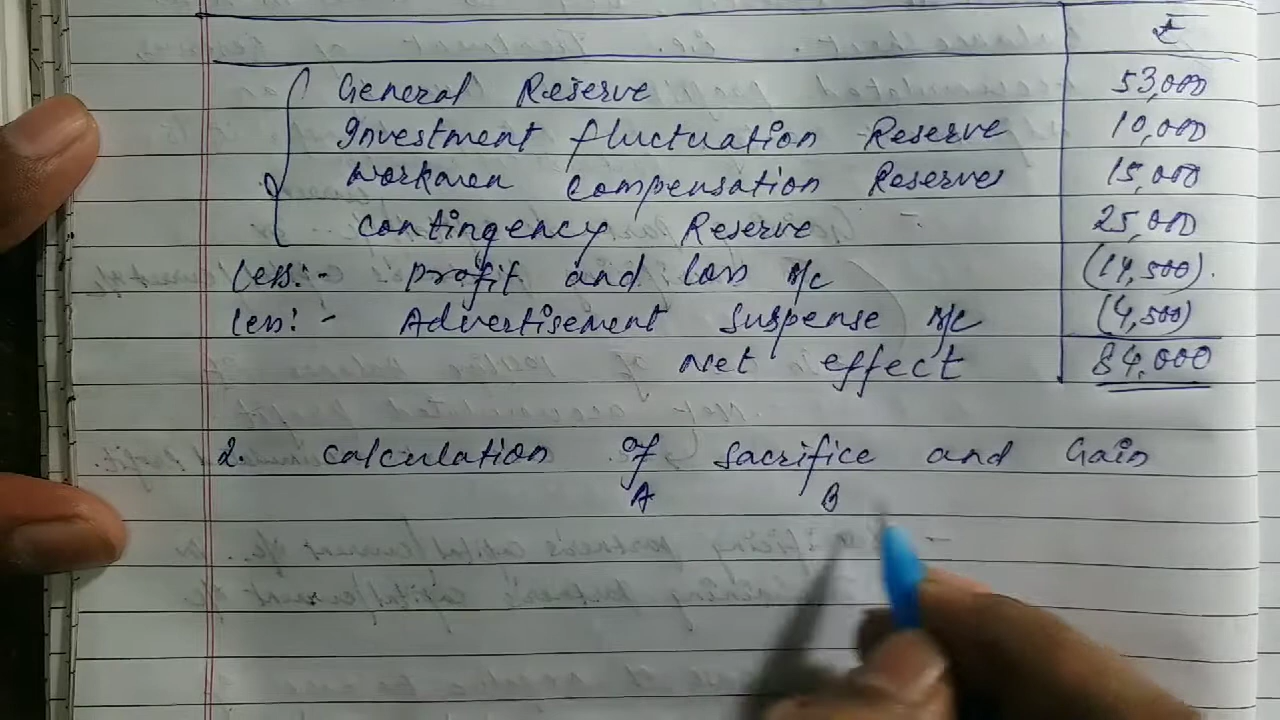 ₹
General Reserve 53,000
Investment fluctuation Reserve 10,000
Workmen compensation Reserve 15,000
contingency Reserve 25,000
Less:- profit and loss A/c (14,500).
Less:- Advertisement suspense A/c (4,500)
Net effect 84,000
2. calculation of sacrifice and Gain
A B